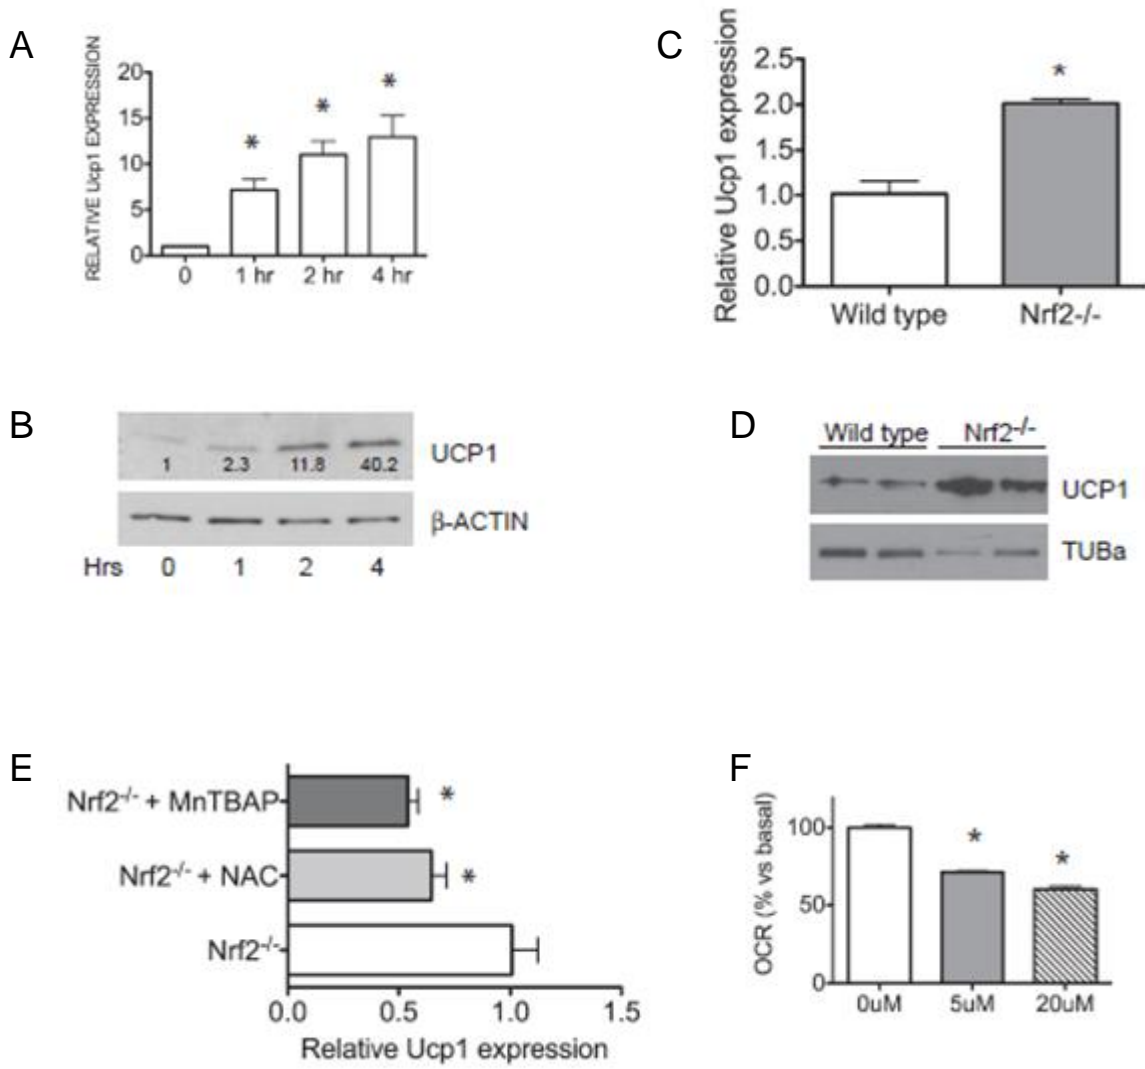 A
RELATIVE Ucp1 EXPRESSION
20
15
10
5
0
*
*
*
0 1 hr 2 hr 4 hr
B
1 2.3 11.8 40.2
UCP1
β-ACTIN
Hrs 0 1 2 4
C
Relative Ucp1 expression
2.5
2.0
1.5
1.0
0.5
0.0
*
Wild type Nrf2-/-
D
Wild type Nrf2-/-
UCP1
TUBa
E
Nrf2-/- + MnTBAP *
Nrf2-/- + NAC *
Nrf2-/-
0.0 0.5 1.0 1.5
Relative Ucp1 expression
F
OCR (% vs basal)
100
50
0
*
*
0uM 5uM 20uM